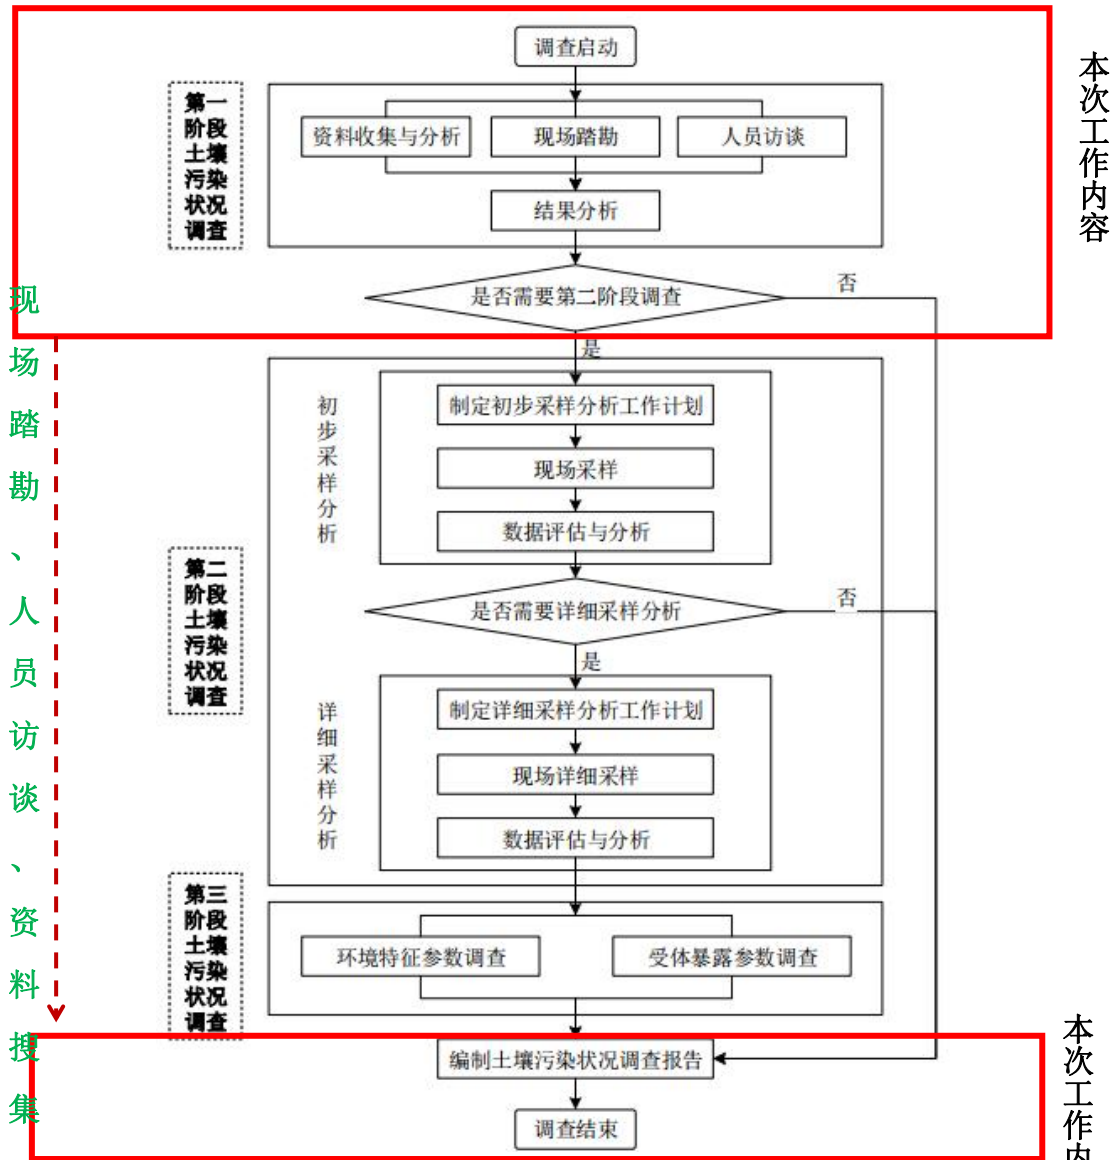 调查启动
第一
阶段
土壤
污染
状况
调查
资料收集与分析
现场踏勘
人员访谈
结果分析
是否需要第二阶段调查
否
是
本次工作内容
现场踏勘、人员访谈、资料搜集
初步采样分析
制定初步采样分析工作计划
现场采样
数据评估与分析
第二
阶段
土壤
污染
状况
调查
是否需要详细采样分析
否
是
详细采样分析
制定详细采样分析工作计划
现场详细采样
数据评估与分析
第三
阶段
土壤
污染
状况
调查
环境特征参数调查
受体暴露参数调查
编制土壤污染状况调查报告
调查结束
本次工作内